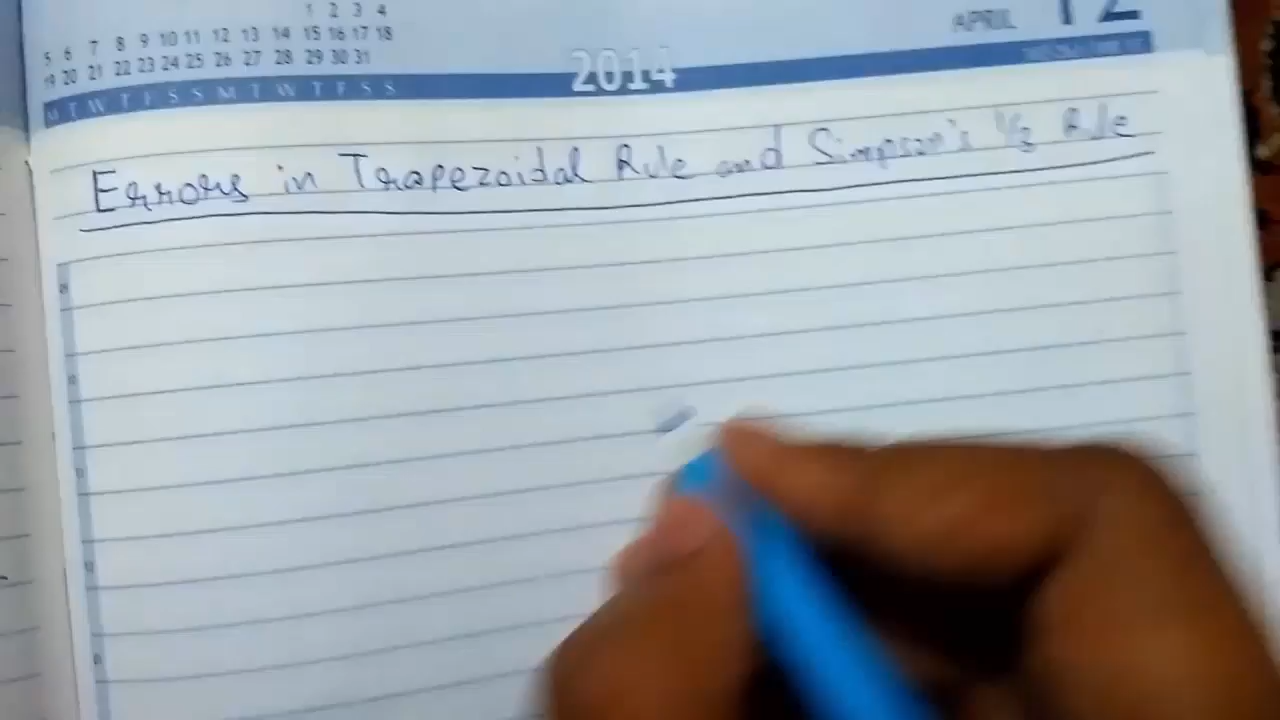 1 2 3 4
5 6 7 8 9 10 11 12 13 14 15 16 17 18
19 20 21 22 23 24 25 26 27 28 29 30 31
M T W T F S S M T W T F S S
APRIL 12
2014
Errors in Trapezoidal Rule and Simpson's 1/3 Rule